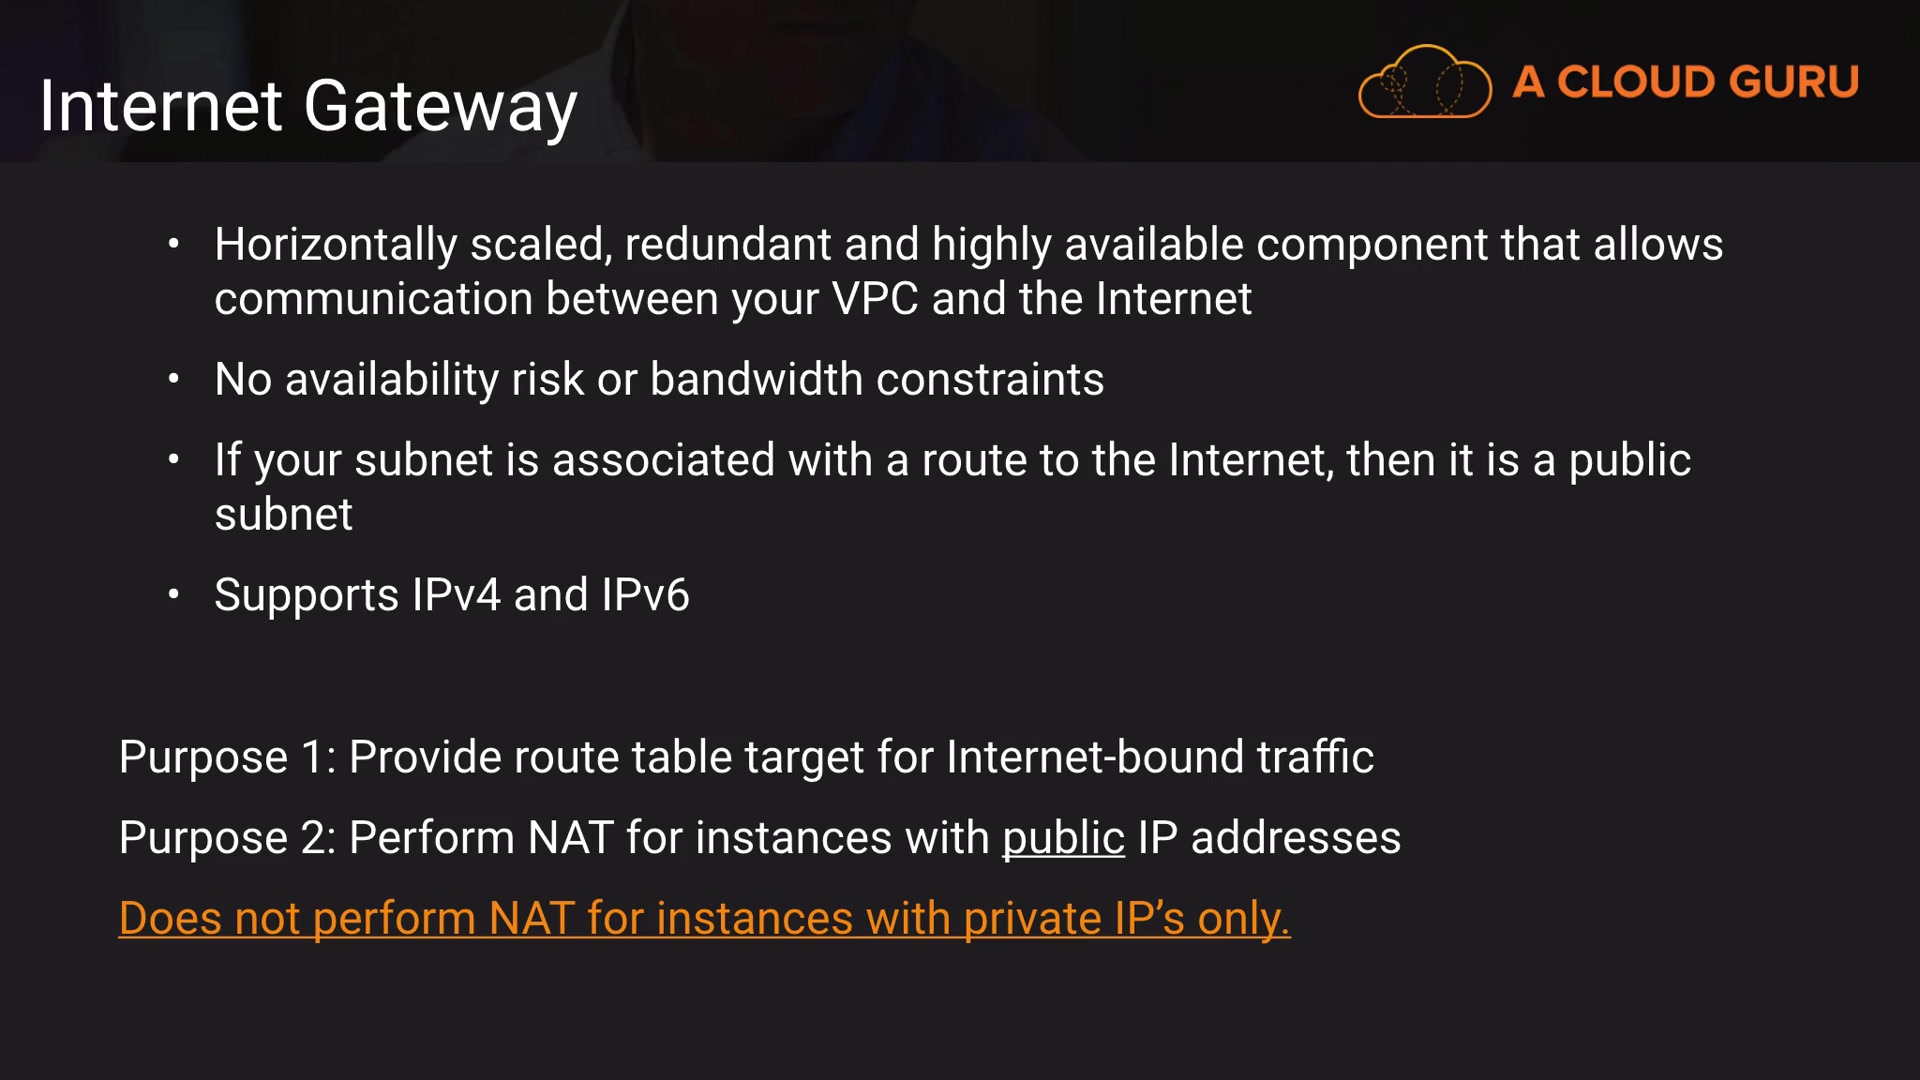 Internet Gateway
A CLOUD GURU
• Horizontally scaled, redundant and highly available component that allows
communication between your VPC and the Internet
• No availability risk or bandwidth constraints
• If your subnet is associated with a route to the Internet, then it is a public
subnet
• Supports IPv4 and IPv6
Purpose 1: Provide route table target for Internet-bound traffic
Purpose 2: Perform NAT for instances with public IP addresses
Does not perform NAT for instances with private IP’s only.